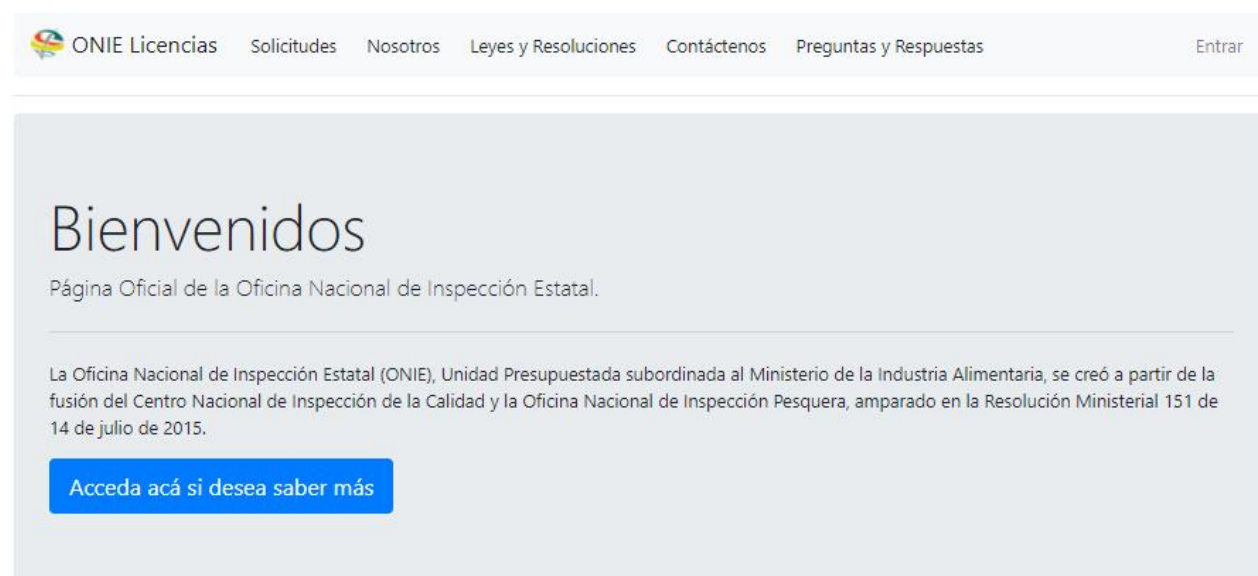 ONIE Licencias Solicitudes Nosotros Leyes y Resoluciones Contáctenos Preguntas y Respuestas Entrar
Bienvenidos
Página Oficial de la Oficina Nacional de Inspección Estatal.
La Oficina Nacional de Inspección Estatal (ONIE), Unidad Presupuestada subordinada al Ministerio de la Industria Alimentaria, se creó a partir de la
fusión del Centro Nacional de Inspección de la Calidad y la Oficina Nacional de Inspección Pesquera, amparado en la Resolución Ministerial 151 de
14 de julio de 2015.
Acceda acá si desea saber más